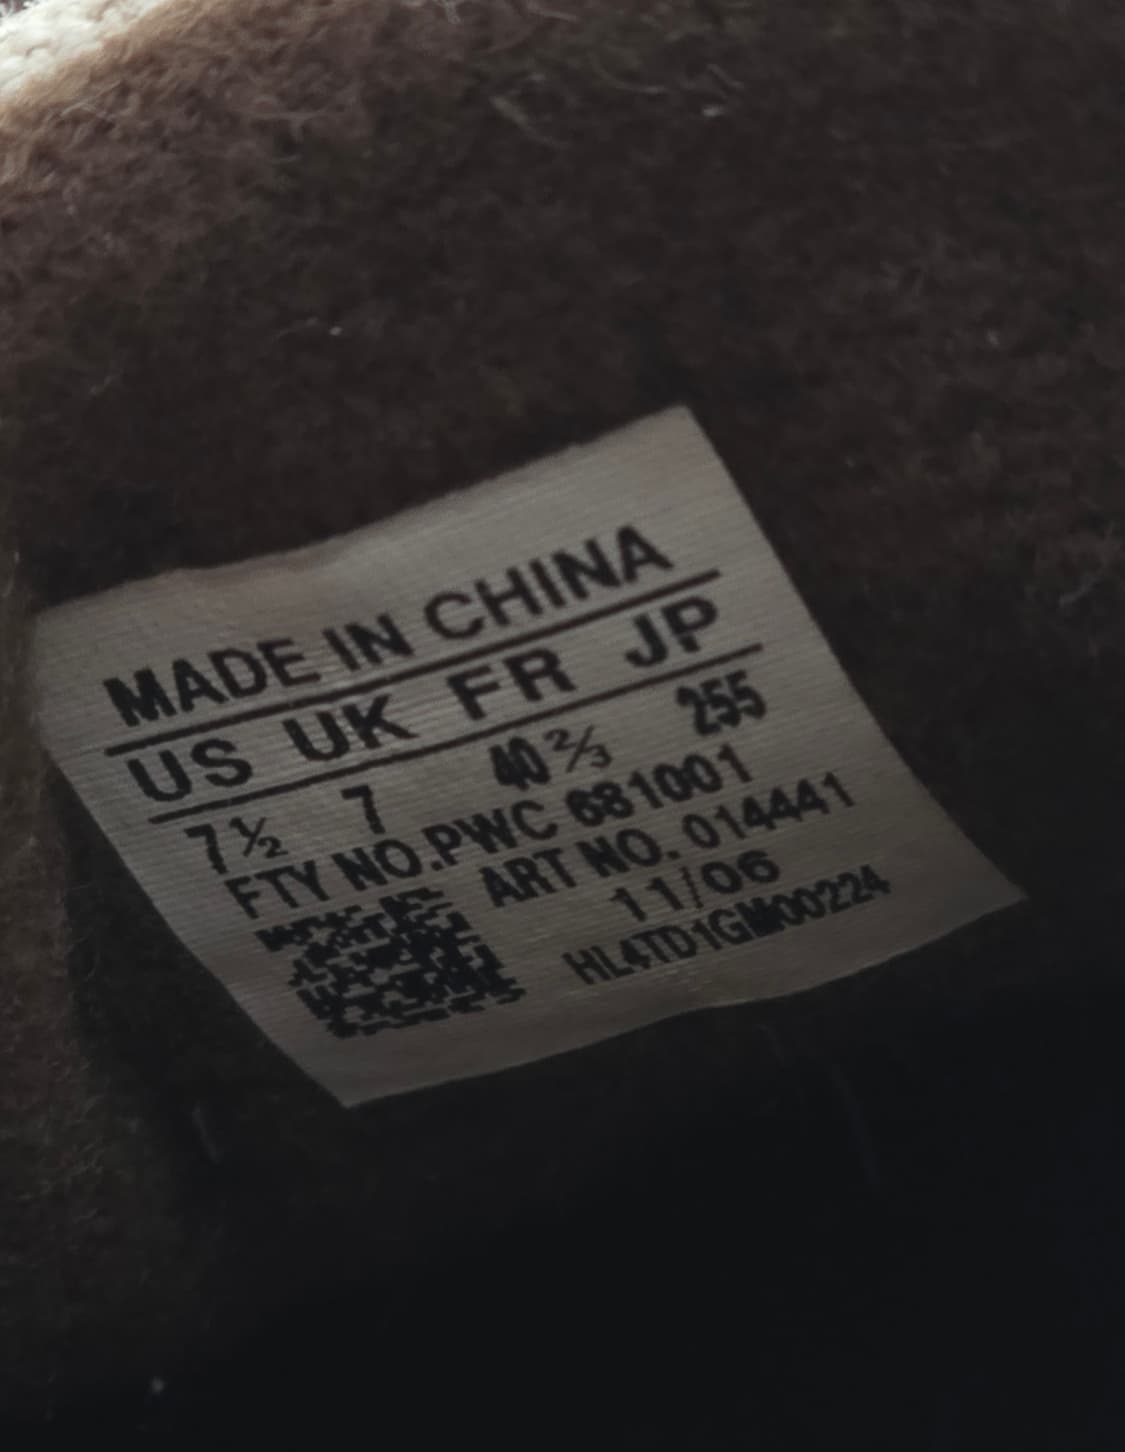 MADE IN CHINA
US UK FR JP
7½ 7 40⅔ 255
FTY NO.PWC 681001
ART NO. 014441
11/06
HL4TD1GM00224